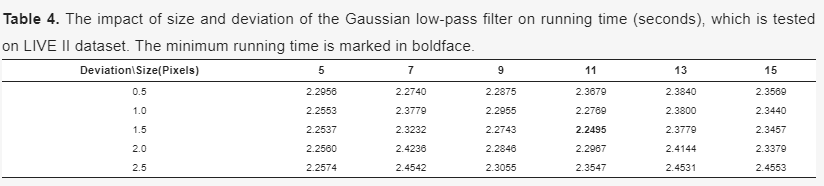 Table 4. The impact of size and deviation of the Gaussian low-pass filter on running time (seconds), which is tested
on LIVE II dataset. The minimum running time is marked in boldface.
Deviation\Size(Pixels) 5 7 9 11 13 15
0.5 2.2956 2.2740 2.2875 2.3679 2.3840 2.3569
1.0 2.2553 2.3779 2.2955 2.2769 2.3800 2.3440
1.5 2.2537 2.3232 2.2743 2.2495 2.3779 2.3457
2.0 2.2560 2.4236 2.2846 2.2967 2.4144 2.3379
2.5 2.2574 2.4542 2.3055 2.3547 2.4531 2.4553